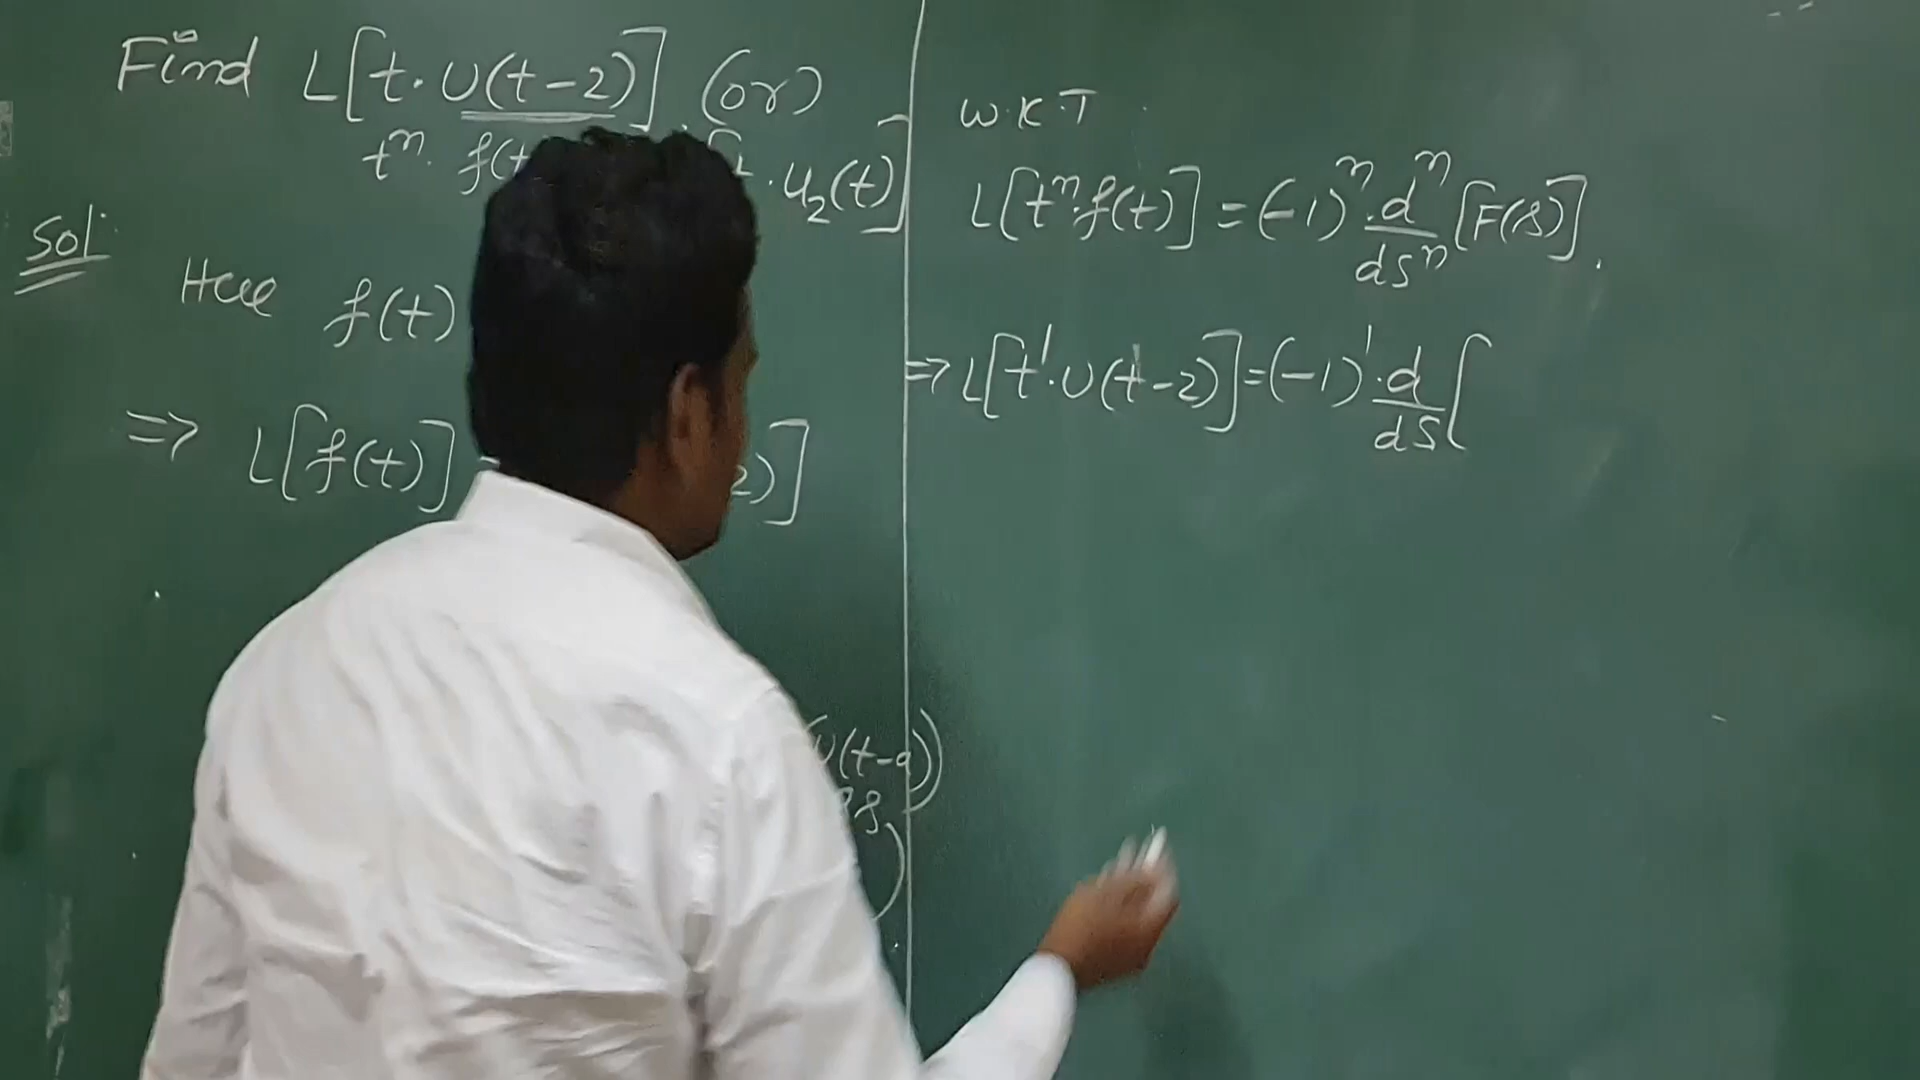 Find L[t. U(t-2)] (or)
t^n. f(t
. u_2(t)]
Sol:
Here f(t)
=> L[f(t)] 2)]
U(t-a))
W.K.T
L[t^n. f(t)] = (-1)^n . d^n/ds^n [F(s)].
=> L[t^1. U(t-2)] = (-1)^1 . d/ds [